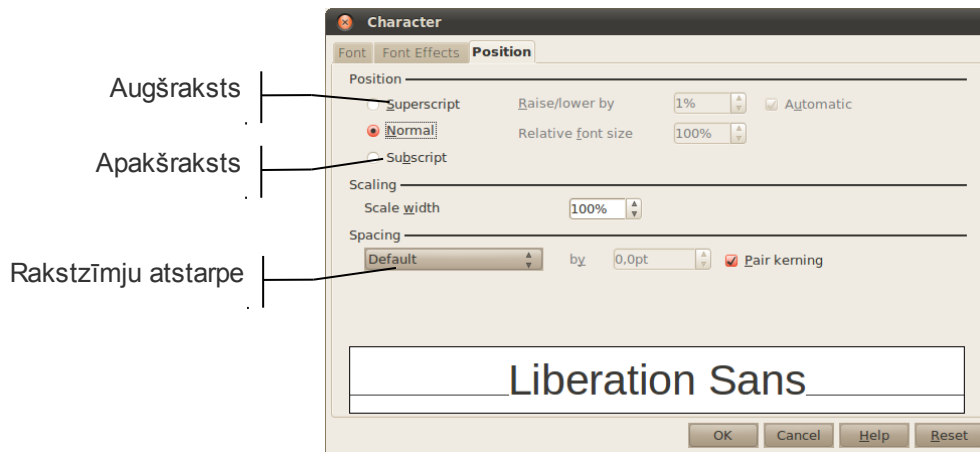 Character
Font Font Effects Position
Position
Augšraksts
Superscript Raise/lower by 1% Automatic
Normal Relative font size 100%
Apakšraksts
Subscript
Scaling
Scale width 100%
Spacing
Rakstzīmju atstarpe
Default by 0,0pt Pair kerning
Liberation Sans
OK Cancel Help Reset